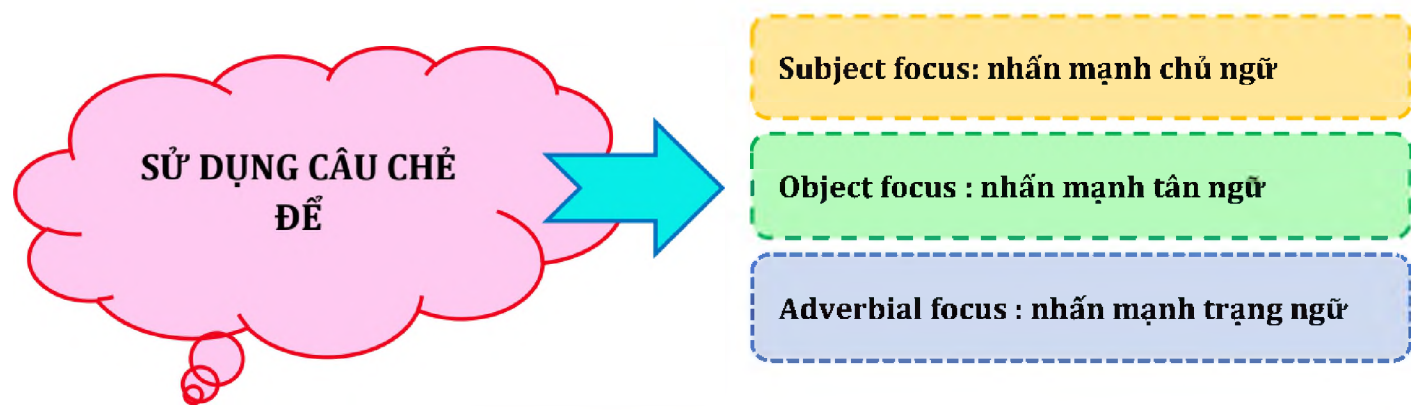 SỬ DỤNG CÂU CHẺ
ĐỂ
Subject focus: nhấn mạnh chủ ngữ
Object focus : nhấn mạnh tân ngữ
Adverbial focus : nhấn mạnh trạng ngữ